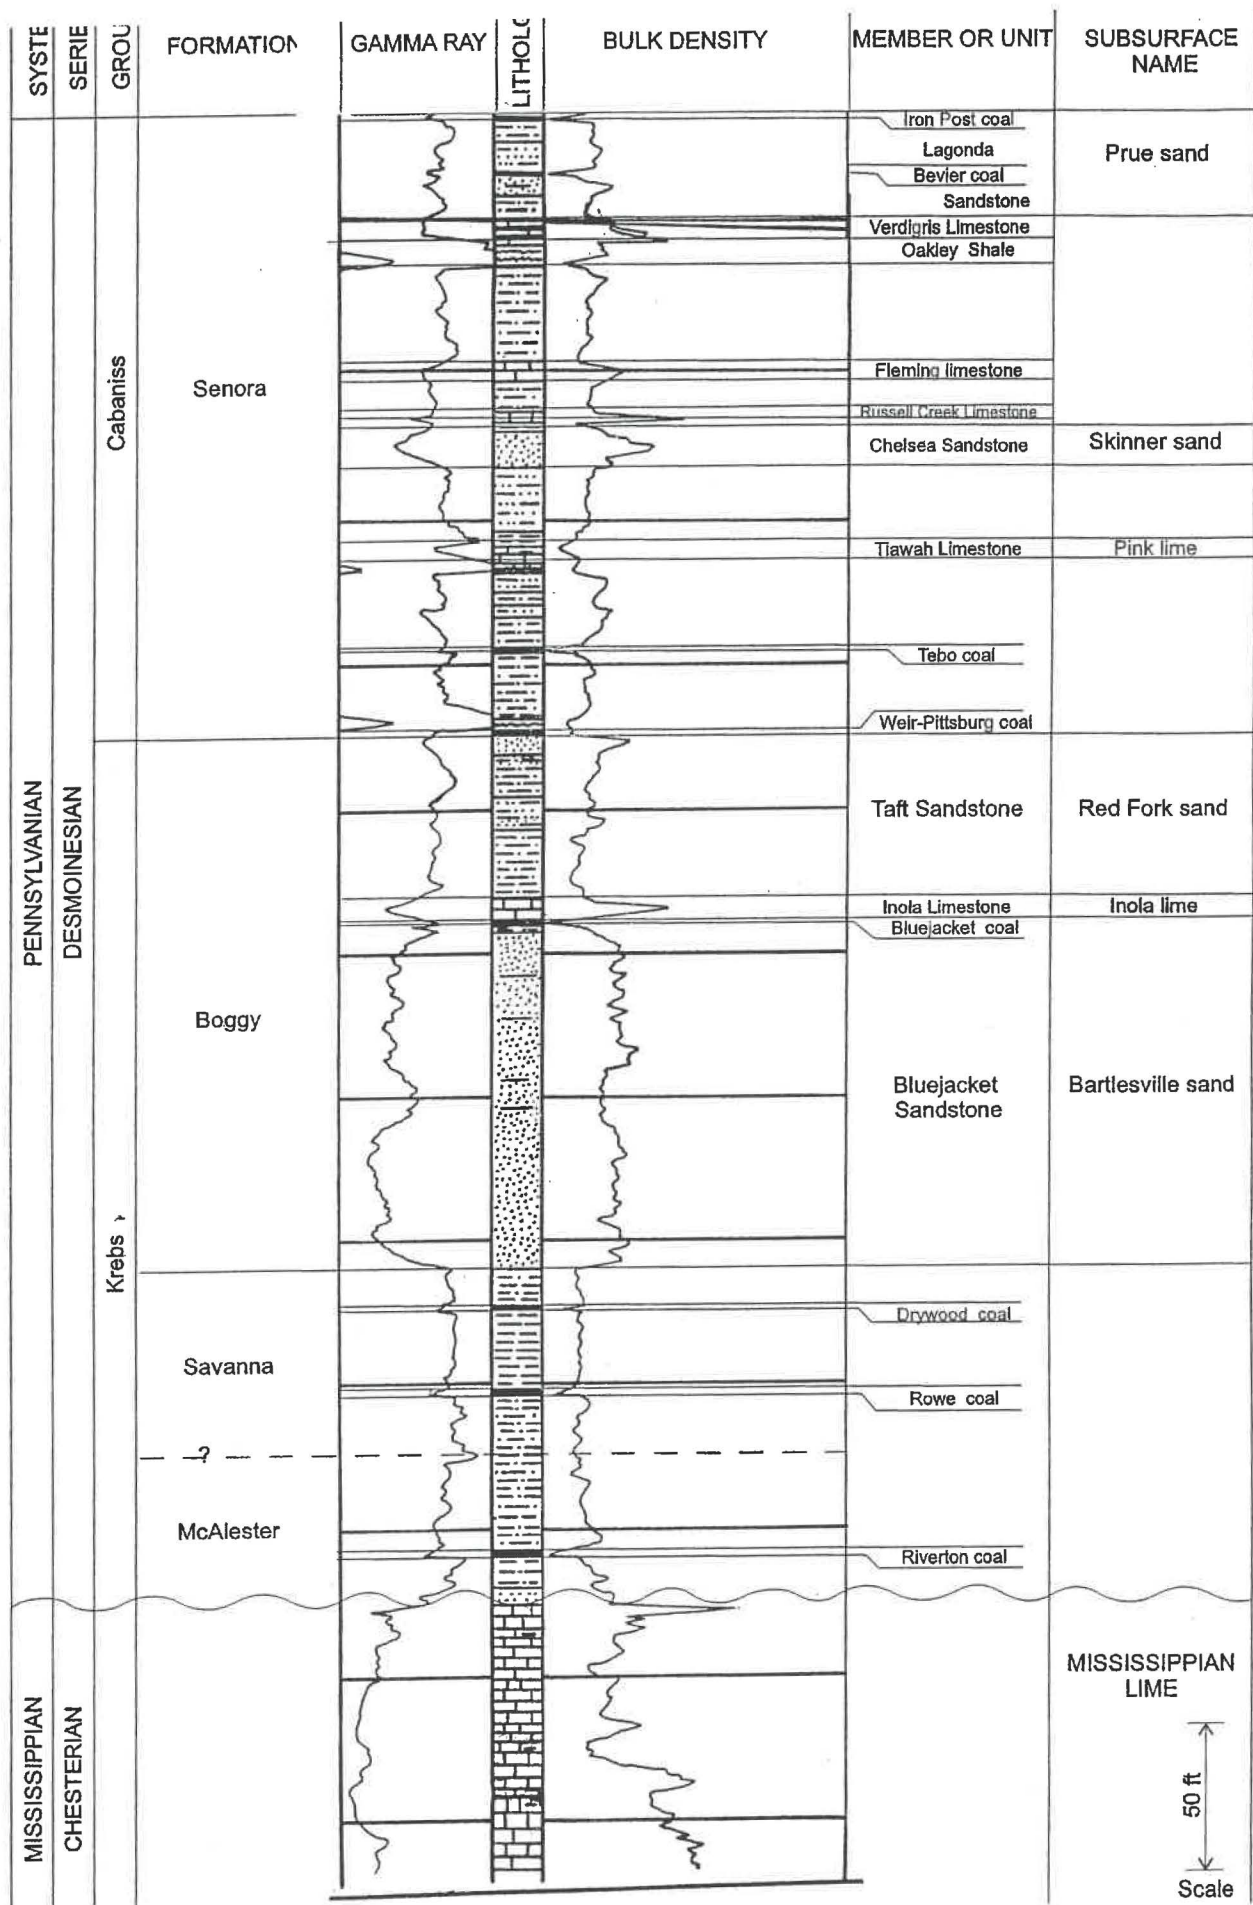 SYSTE
SERIE
GROU
FORMATION
GAMMA RAY
LITHOLO
BULK DENSITY
MEMBER OR UNIT
SUBSURFACE
NAME
Iron Post coal
Lagonda
Prue sand
Bevier coal
Sandstone
Verdigris Limestone
Oakley Shale
Cabaniss
Senora
Fleming limestone
Russell Creek Limestone
Chelsea Sandstone
Skinner sand
Tiawah Limestone
Pink lime
Tebo coal
Weir-Pittsburg coal
PENNSYLVANIAN
DESMOINESIAN
Taft Sandstone
Red Fork sand
Inola Limestone
Inola lime
Bluejacket coal
Boggy
Bluejacket
Sandstone
Bartlesville sand
Krebs
Drywood coal
Savanna
Rowe coal
?
McAlester
Riverton coal
MISSISSIPPIAN
CHESTERIAN
MISSISSIPPIAN
LIME
50 ft
Scale